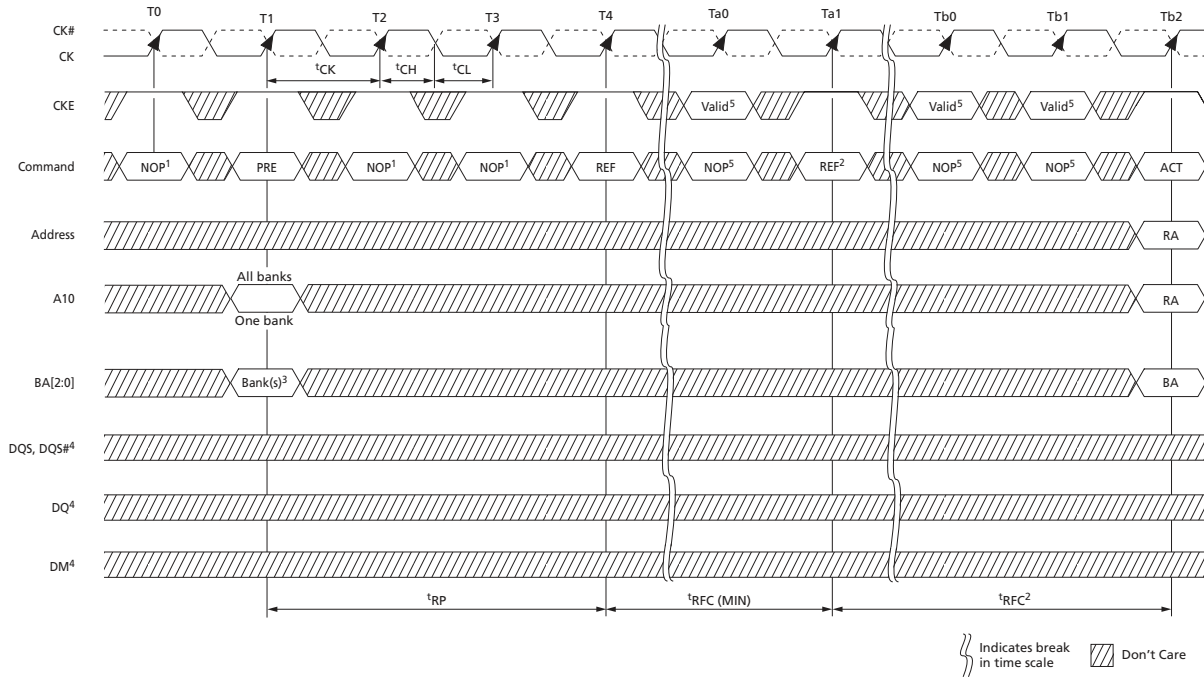 T0 T1 T2 T3 T4 Ta0 Ta1 Tb0 Tb1 Tb2
CK#
CK
tCK tCH tCL
CKE Valid5 Valid5 Valid5
Command NOP1 PRE NOP1 NOP1 REF NOP5 REF2 NOP5 NOP5 ACT
Address RA
All banks
A10 RA
One bank
BA[2:0] Bank(s)3 BA
DQS, DQS#4
DQ4
DM4
tRP tRFC (MIN) tRFC2
Indicates break
in time scale
Don't Care